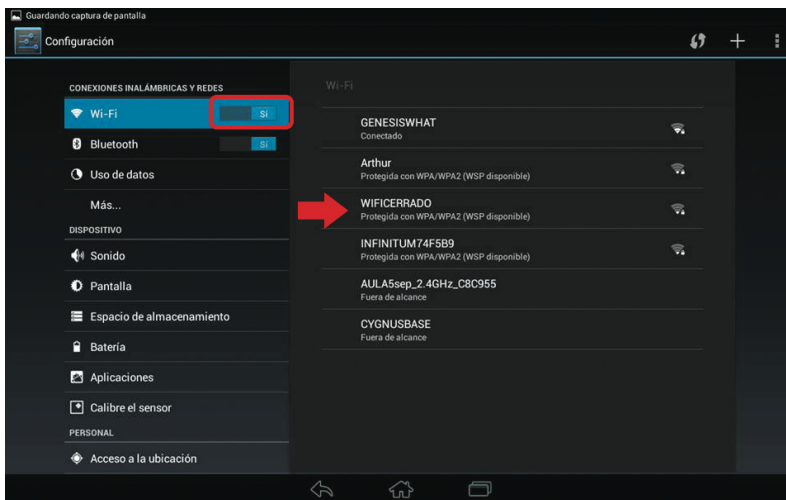 Guardando captura de pantalla
Configuración
CONEXIONES INALÁMBRICAS Y REDES
Wi-Fi
Sí
Bluetooth
Sí
Uso de datos
Más...
DISPOSITIVO
Sonido
Pantalla
Espacio de almacenamiento
Batería
Aplicaciones
Calibre el sensor
PERSONAL
Acceso a la ubicación
Wi-Fi
GENESISWHAT
Conectado
Arthur
Protegida con WPA/WPA2 (WSP disponible)
WIFICERRADO
Protegida con WPA/WPA2 (WSP disponible)
INFINITUM74F5B9
Protegida con WPA/WPA2 (WSP disponible)
AULA5sep_2.4GHz_C8C955
Fuera de alcance
CYGNUSBASE
Fuera de alcance